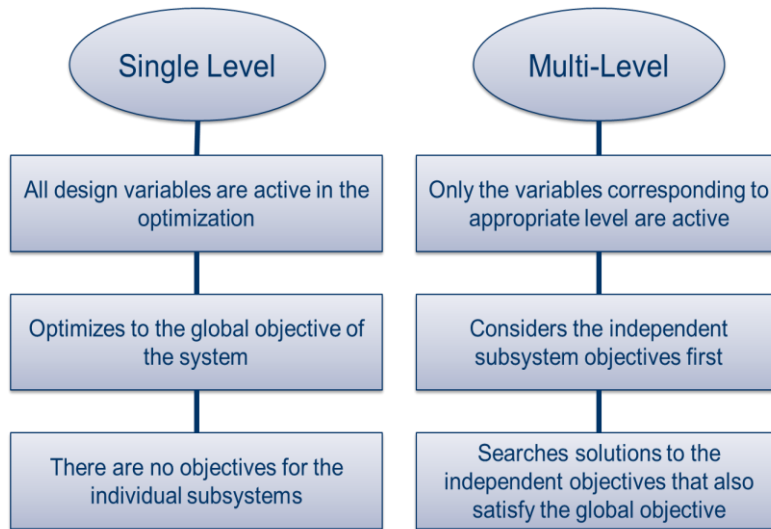 Single Level
All design variables are active in the
optimization
Optimizes to the global objective of
the system
There are no objectives for the
individual subsystems
Multi-Level
Only the variables corresponding to
appropriate level are active
Considers the independent
subsystem objectives first
Searches solutions to the
independent objectives that also
satisfy the global objective